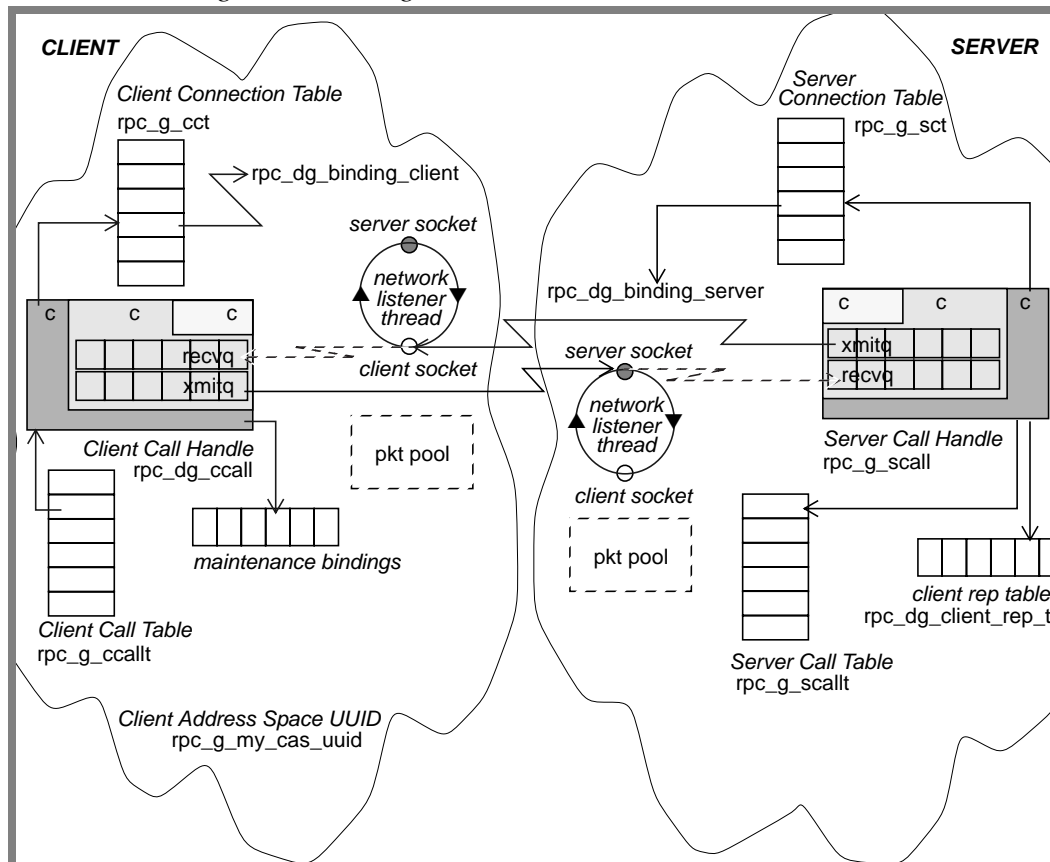 CLIENT
SERVER
Client Connection Table
rpc_g_cct
Server
Connection Table
rpc_g_sct
rpc_dg_binding_client
server socket
network
listener
thread
client socket
rpc_dg_binding_server
c
c
c
recvq
xmitq
c
c
c
xmitq
recvq
server socket
network
listener
thread
client socket
Client Call Handle
rpc_dg_ccall
pkt pool
Server Call Handle
rpc_g_scall
pkt pool
maintenance bindings
client rep table
rpc_dg_client_rep_t
Client Call Table
rpc_g_ccallt
Server Call Table
rpc_g_scallt
Client Address Space UUID
rpc_g_my_cas_uuid